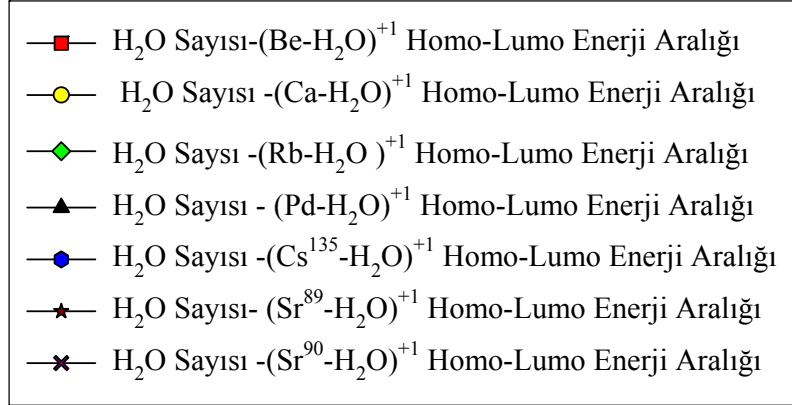 H₂O Sayısı-(Be-H₂O)⁺¹ Homo-Lumo Enerji Aralığı
H₂O Sayısı -(Ca-H₂O)⁺¹ Homo-Lumo Enerji Aralığı
H₂O Saysı -(Rb-H₂O )⁺¹ Homo-Lumo Enerji Aralığı
H₂O Sayısı - (Pd-H₂O)⁺¹ Homo-Lumo Enerji Aralığı
H₂O Sayısı -(Cs¹³⁵-H₂O)⁺¹ Homo-Lumo Enerji Aralığı
H₂O Sayısı- (Sr⁸⁹-H₂O)⁺¹ Homo-Lumo Enerji Aralığı
H₂O Sayısı -(Sr⁹⁰-H₂O)⁺¹ Homo-Lumo Enerji Aralığı